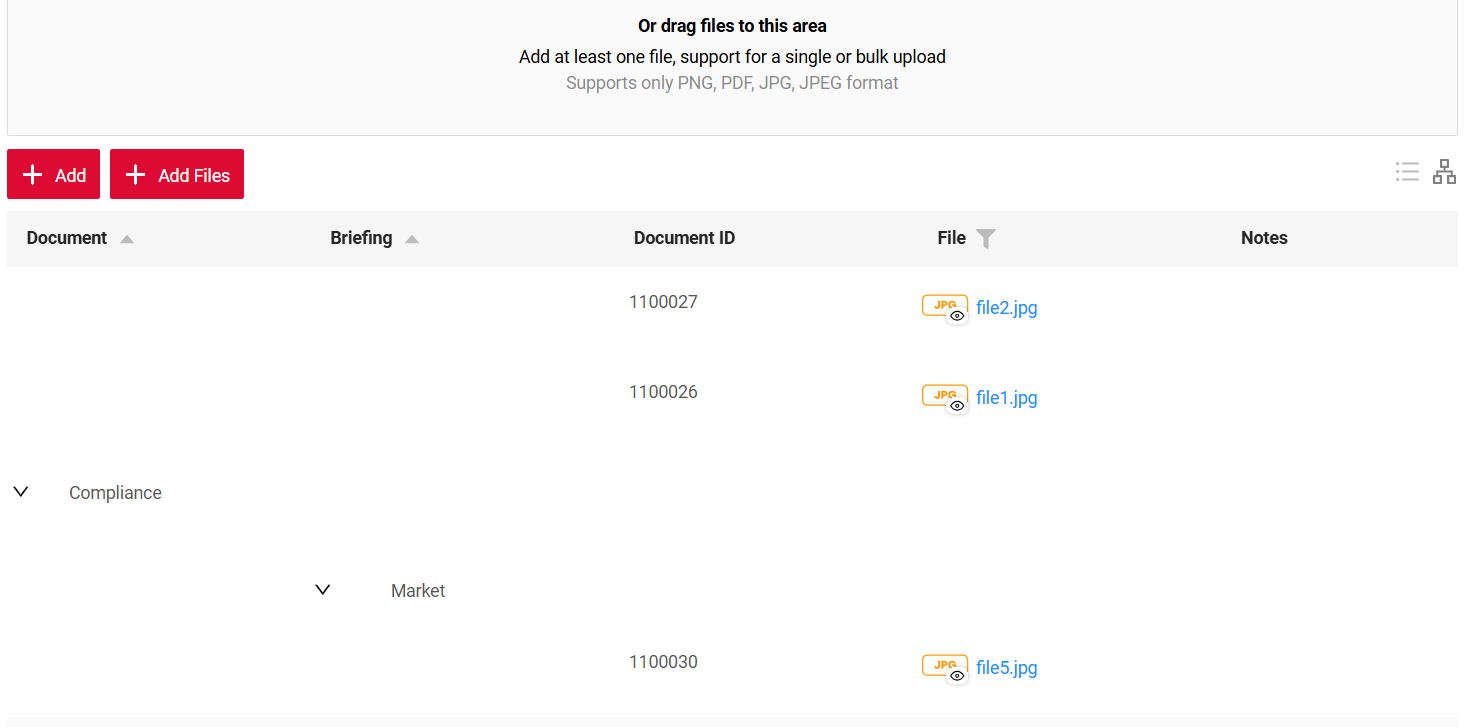 Or drag files to this area
Add at least one file, support for a single or bulk upload
Supports only PNG, PDF, JPG, JPEG format
Add Add Files
Document Briefing Document ID File Notes
1100027 JPG file2.jpg
1100026 JPG file1.jpg
Compliance
Market
1100030 JPG file5.jpg